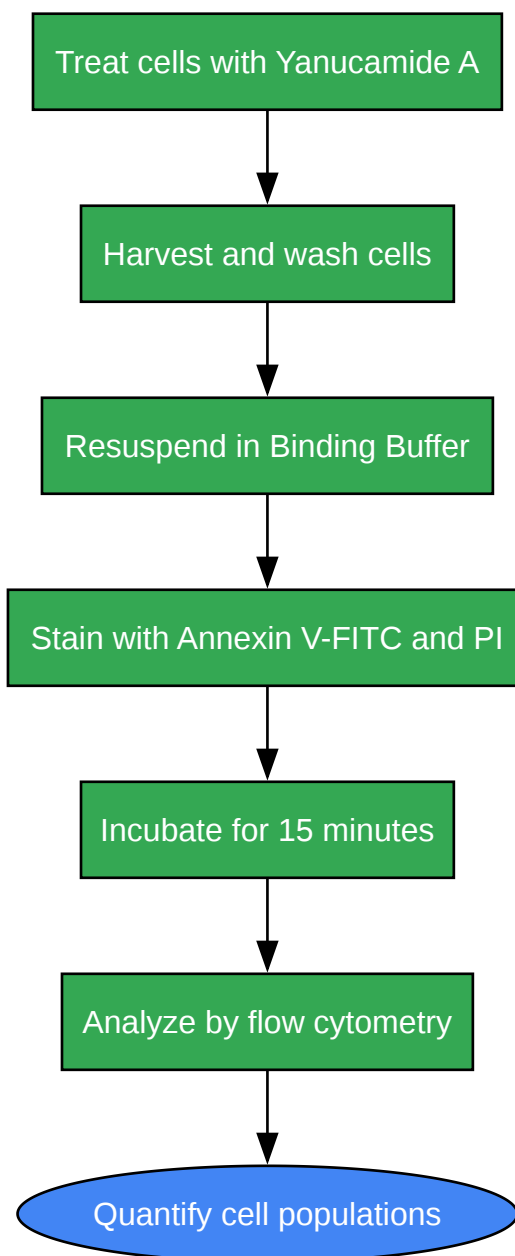 Treat cells with Yanucamide A
Harvest and wash cells
Resuspend in Binding Buffer
Stain with Annexin V-FITC and PI
Incubate for 15 minutes
Analyze by flow cytometry
Quantify cell populations